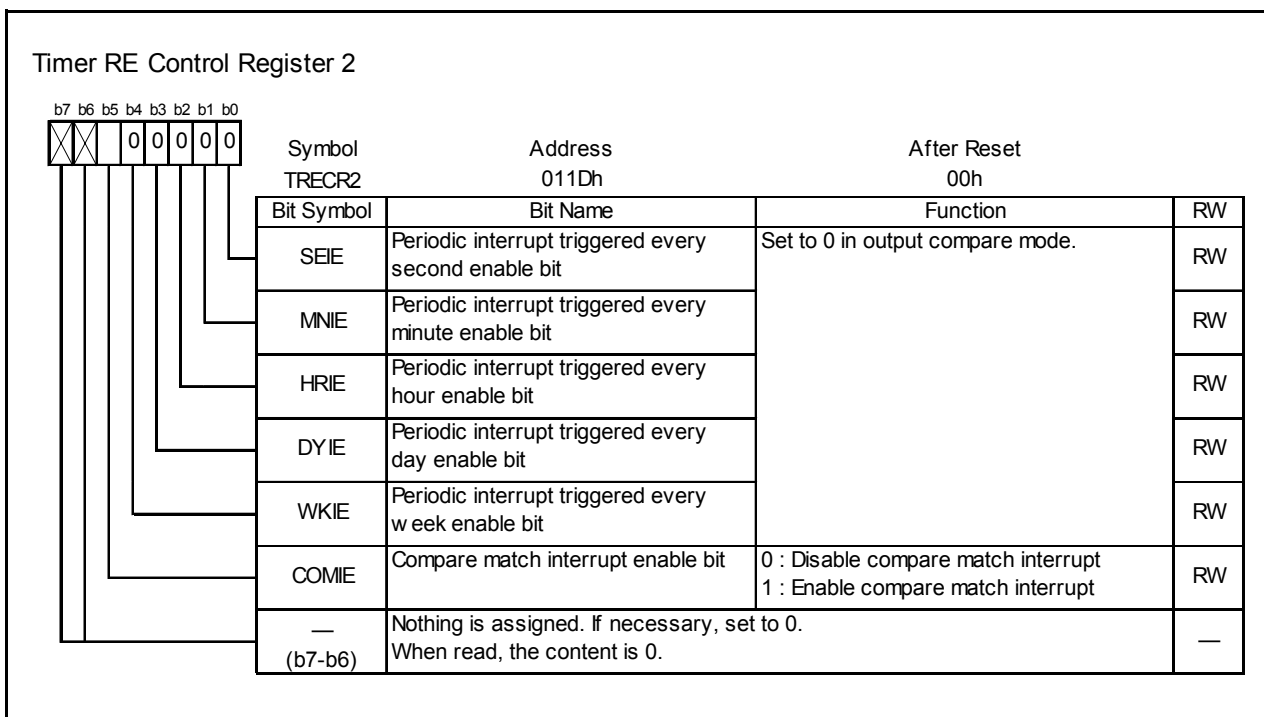 Timer RE Control Register 2
b7 b6 b5 b4 b3 b2 b1 b0
0 0 0 0 0
Symbol Address After Reset
TRECR2 011Dh 00h
Bit Symbol Bit Name Function RW
SEIE Periodic interrupt triggered every second enable bit Set to 0 in output compare mode. RW
MNIE Periodic interrupt triggered every minute enable bit RW
HRIE Periodic interrupt triggered every hour enable bit RW
DYIE Periodic interrupt triggered every day enable bit RW
WKIE Periodic interrupt triggered every week enable bit RW
COMIE Compare match interrupt enable bit 0 : Disable compare match interrupt RW
1 : Enable compare match interrupt
— Nothing is assigned. If necessary, set to 0. —
(b7-b6) When read, the content is 0.